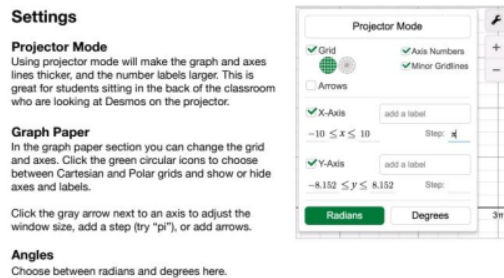 Settings
Projector Mode
Using projector mode will make the graph and axes
lines thicker, and the number labels larger. This is
great for students sitting in the back of the classroom
who are looking at Desmos on the projector.
Graph Paper
In the graph paper section you can change the grid
and axes. Click the green circular icons to choose
between Cartesian and Polar grids and show or hide
axes and labels.
Click the gray arrow next to an axis to adjust the
window size, add a step (try “pi”), or add arrows.
Angles
Choose between radians and degrees here.
Projector Mode
Grid
Axis Numbers
Minor Gridlines
Arrows
X-Axis add a label
−10 ≤ x ≤ 10 Step: π
Y-Axis add a label
−8.152 ≤ y ≤ 8.152 Step:
Radians Degrees
+
−